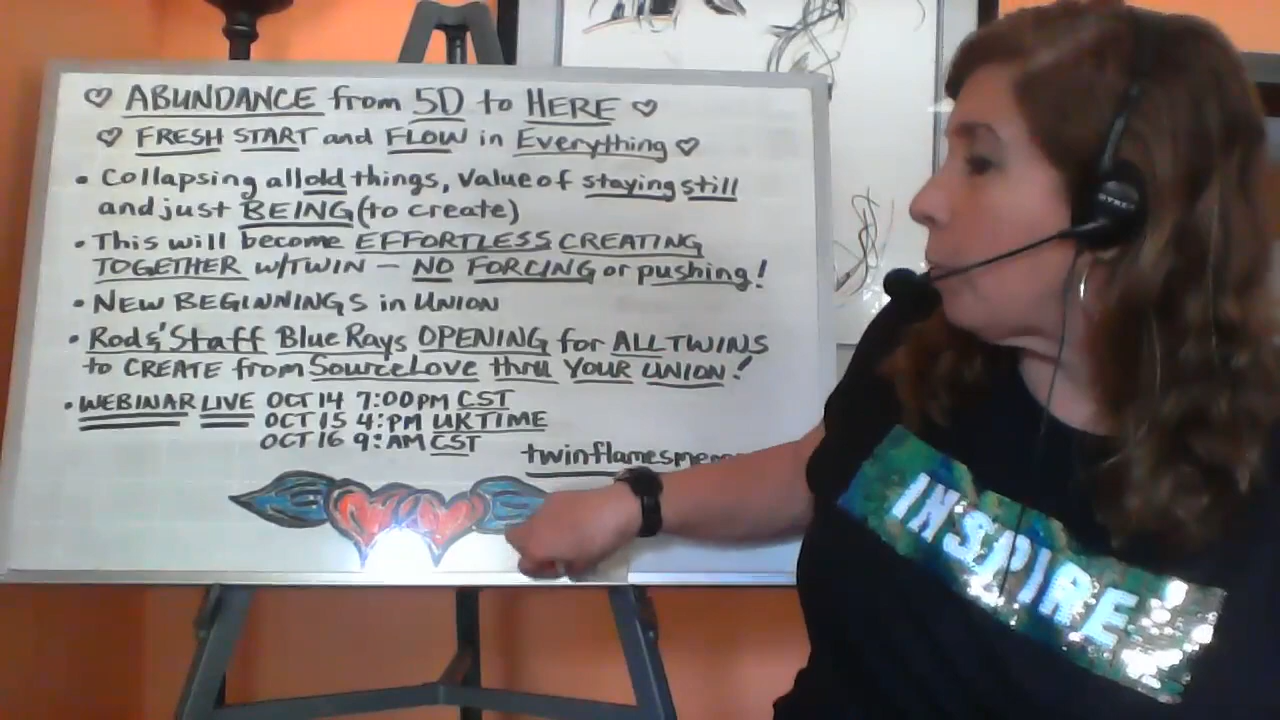 ♡ ABUNDANCE from 5D to HERE ♡
♡ FRESH START and FLOW in Everything ♡
• Collapsing all old things, Value of staying still
and just BEING (to create)
• This will become EFFORTLESS CREATING
TOGETHER w/TWIN — NO FORCING or pushing!
• NEW BEGINNINGS in UNION
• Rod & Staff Blue Rays OPENING for ALL TWINS
to CREATE from Source Love thru YOUR UNION!
• WEBINAR LIVE OCT 14 7:00PM CST
OCT 15 4:PM UK TIME
OCT 16 9:AM CST
INSPIRE